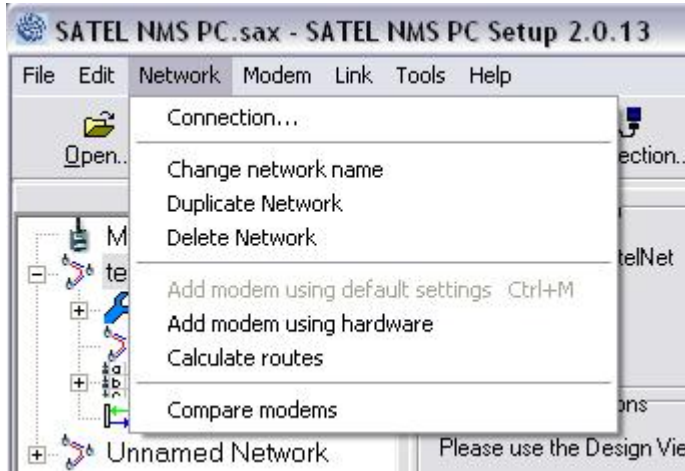 SATEL NMS PC.sax - SATEL NMS PC Setup 2.0.13
File Edit Network Modem Link Tools Help
Open..
Connection...
ection..
Change network name
Duplicate Network
Delete Network
telNet
M
te
Add modem using default settings Ctrl+M
Add modem using hardware
Calculate routes
Compare modems
ons
Unnamed Network
Please use the Design Vie